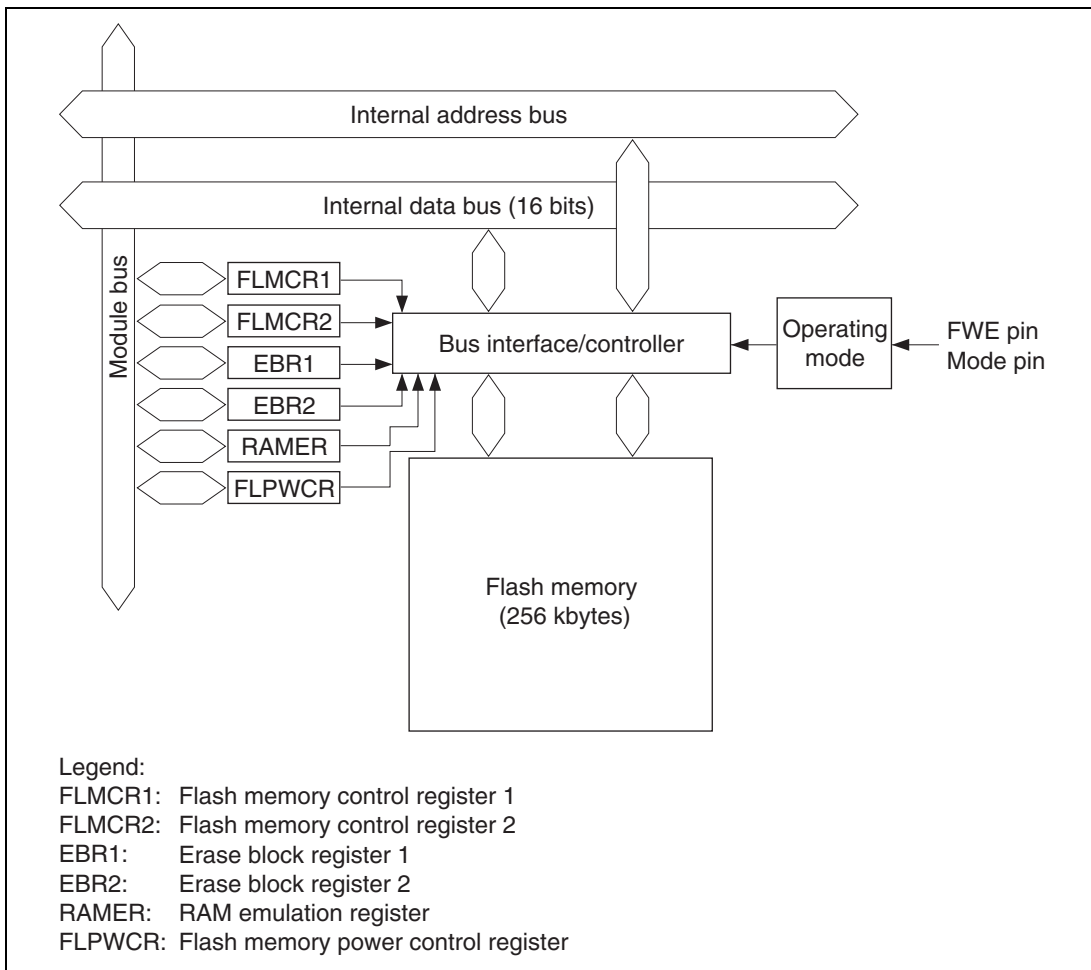 Internal address bus
Internal data bus (16 bits)
Module bus
FLMCR1
FLMCR2
EBR1
EBR2
RAMER
FLPWCR
Bus interface/controller
Operating
mode
FWE pin
Mode pin
Flash memory
(256 kbytes)
Legend:
FLMCR1: Flash memory control register 1
FLMCR2: Flash memory control register 2
EBR1: Erase block register 1
EBR2: Erase block register 2
RAMER: RAM emulation register
FLPWCR: Flash memory power control register